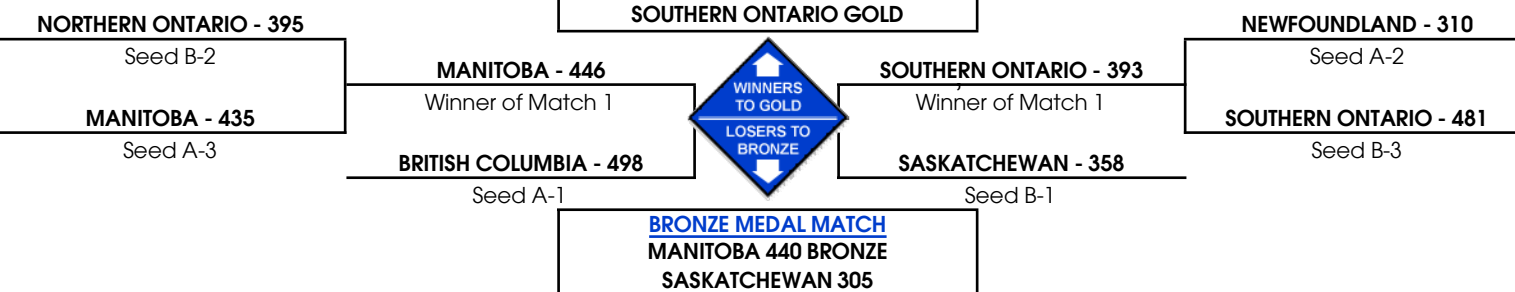 SOUTHERN ONTARIO GOLD
NORTHERN ONTARIO - 395
Seed B-2
MANITOBA - 435
Seed A-3
MANITOBA - 446
Winner of Match 1
BRITISH COLUMBIA - 498
Seed A-1
WINNERS
TO GOLD
LOSERS TO
BRONZE
SOUTHERN ONTARIO - 393
Winner of Match 1
SASKATCHEWAN - 358
Seed B-1
NEWFOUNDLAND - 310
Seed A-2
SOUTHERN ONTARIO - 481
Seed B-3
BRONZE MEDAL MATCH
MANITOBA 440 BRONZE
SASKATCHEWAN 305